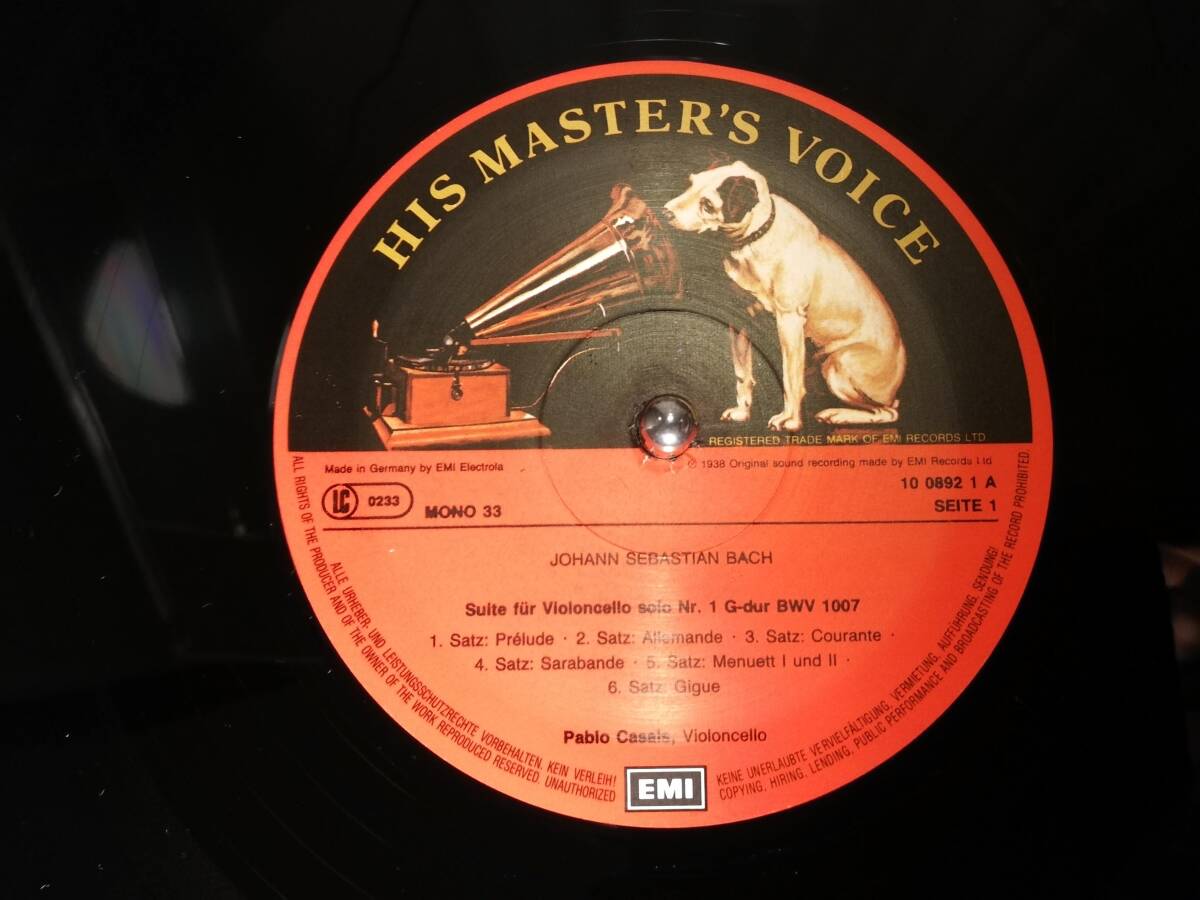 HIS MASTER'S VOICE
REGISTERED TRADE MARK OF EMI RECORDS LTD
Made in Germany by EMI Electrola
℗ 1938 Original sound recording made by EMI Records Ltd
LC 0233
MONO 33
10 0892 1 A
SEITE 1
JOHANN SEBASTIAN BACH
Suite für Violoncello solo Nr. 1 G-dur BWV 1007
1. Satz: Prélude · 2. Satz: Allemande · 3. Satz: Courante ·
4. Satz: Sarabande · 5. Satz: Menuett I und II ·
6. Satz: Gigue
Pablo Casals, Violoncello
EMI
ALLE URHEBER- UND LEISTUNGSSCHUTZRECHTE VORBEHALTEN. KEIN VERLEIH!
KEINE UNERLAUBTE VERVIELFÄLTIGUNG, VERMIETUNG, AUFFÜHRUNG, SENDUNG!
ALL RIGHTS OF THE PRODUCER AND OF THE OWNER OF THE WORK REPRODUCED RESERVED. UNAUTHORIZED
COPYING, HIRING, LENDING, PUBLIC PERFORMANCE AND BROADCASTING OF THE RECORD PROHIBITED.